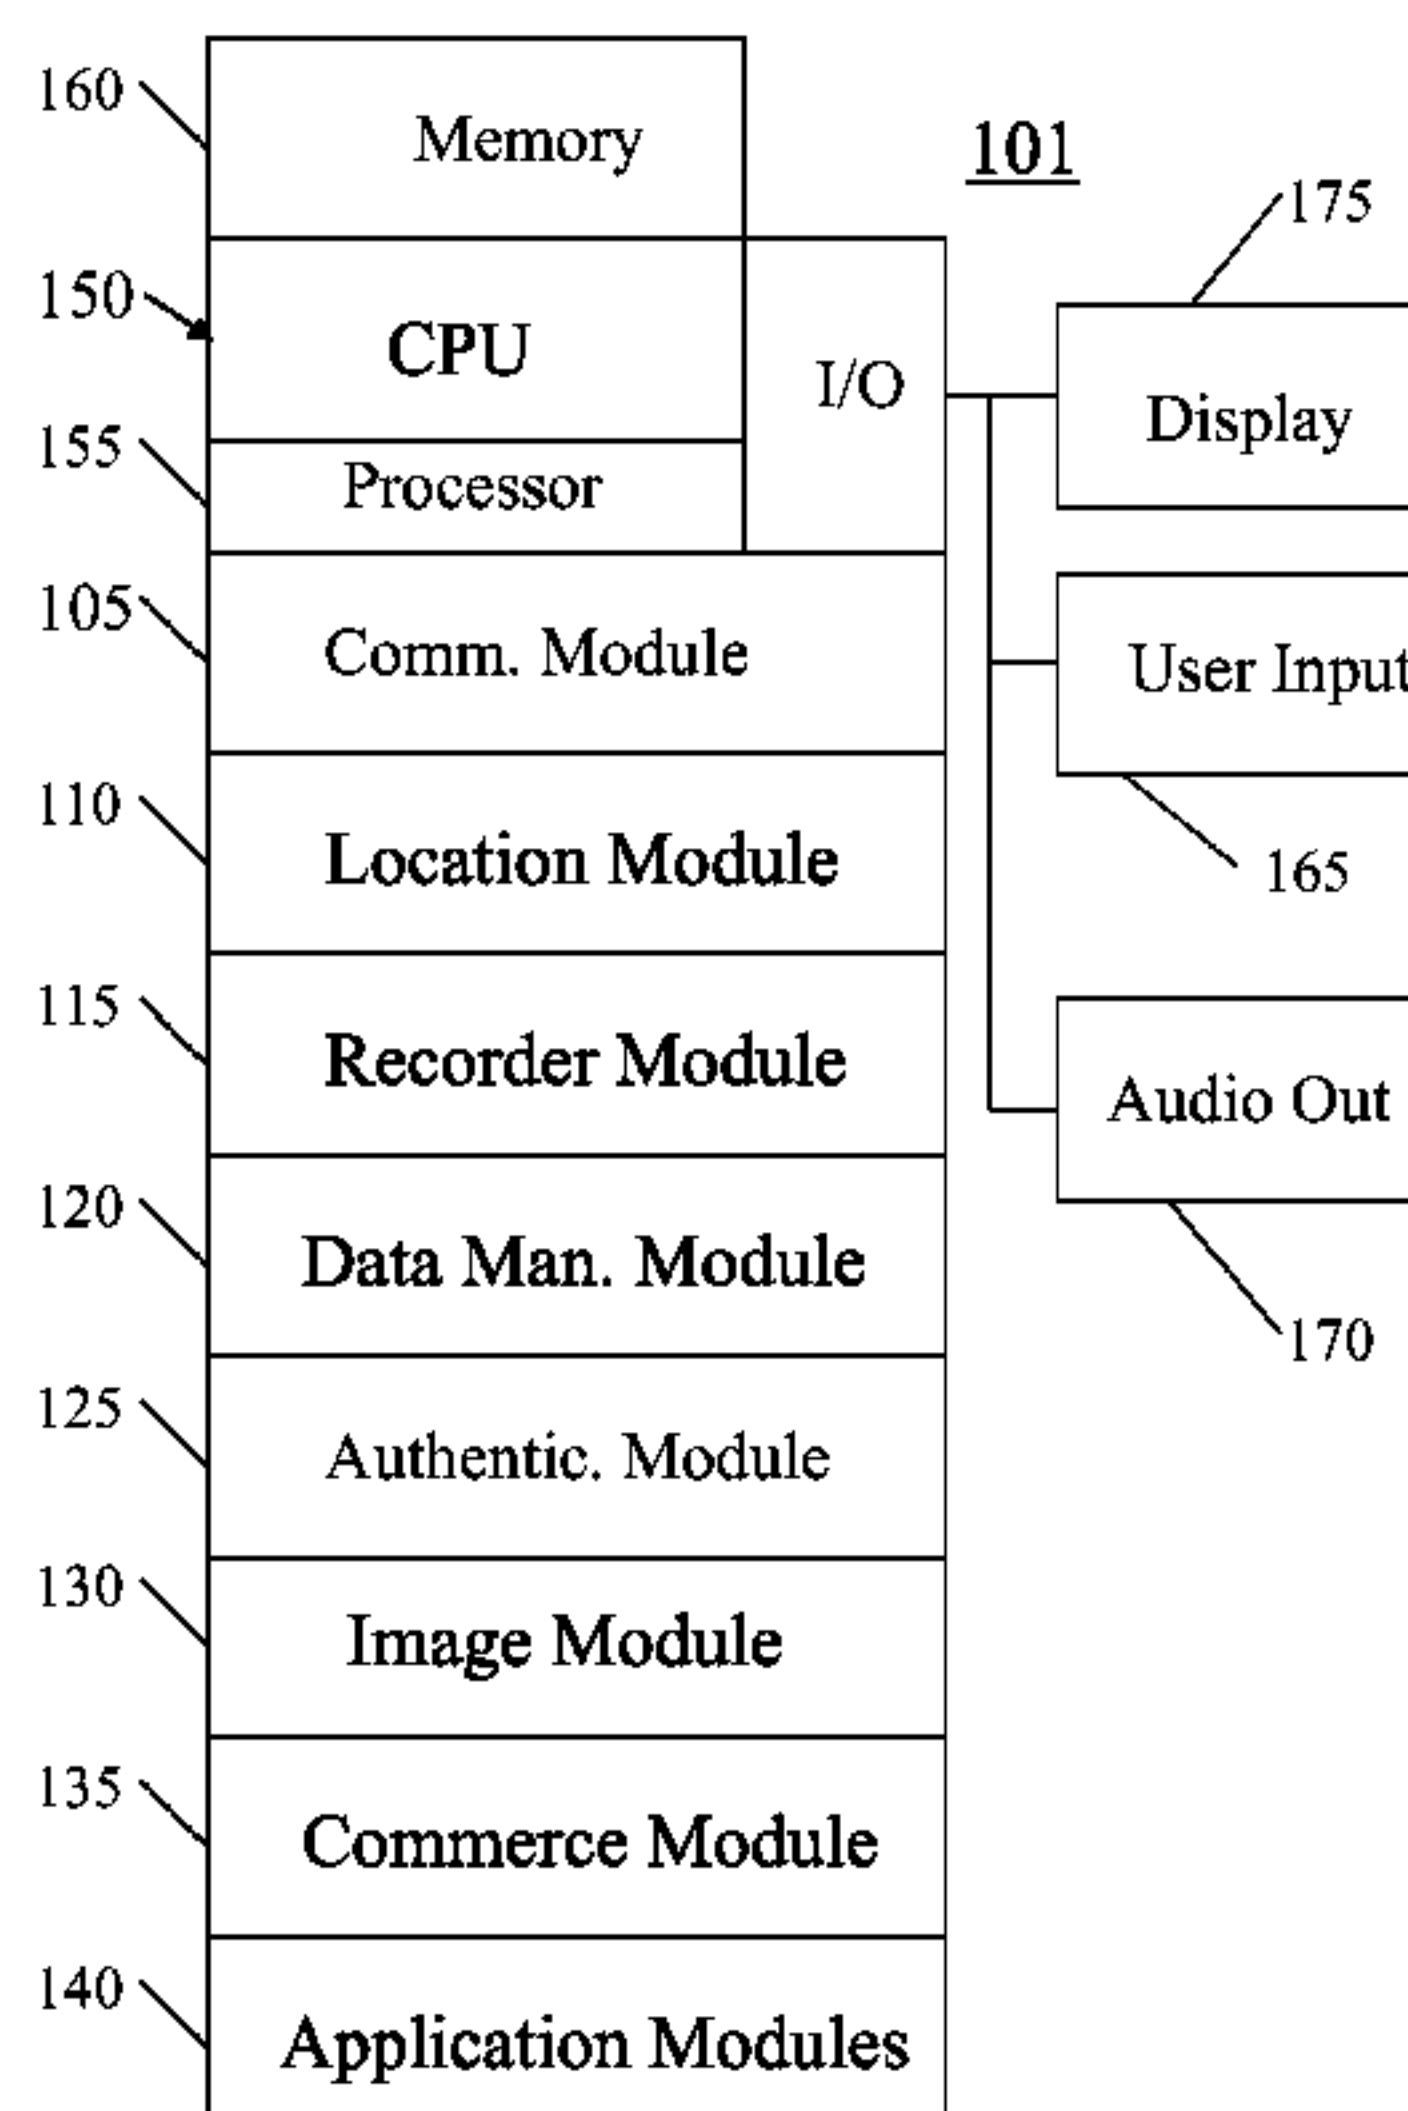 160
Memory
101
175
150
CPU
I/O
Display
155
Processor
105
Comm. Module
User Input
110
Location Module
165
115
Recorder Module
Audio Out
120
Data Man. Module
170
125
Authentic. Module
130
Image Module
135
Commerce Module
140
Application Modules